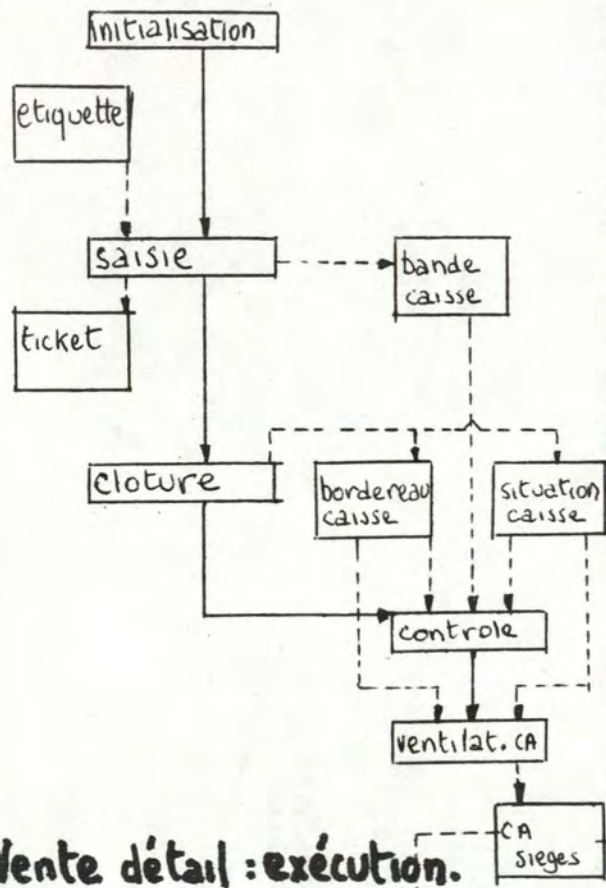 initialisation
etiquette
saisie
bande
caisse
ticket
cloture
bordereau
caisse
situation
caisse
controle
ventilat. CA
CA
sieges
Vente détail : exécution.